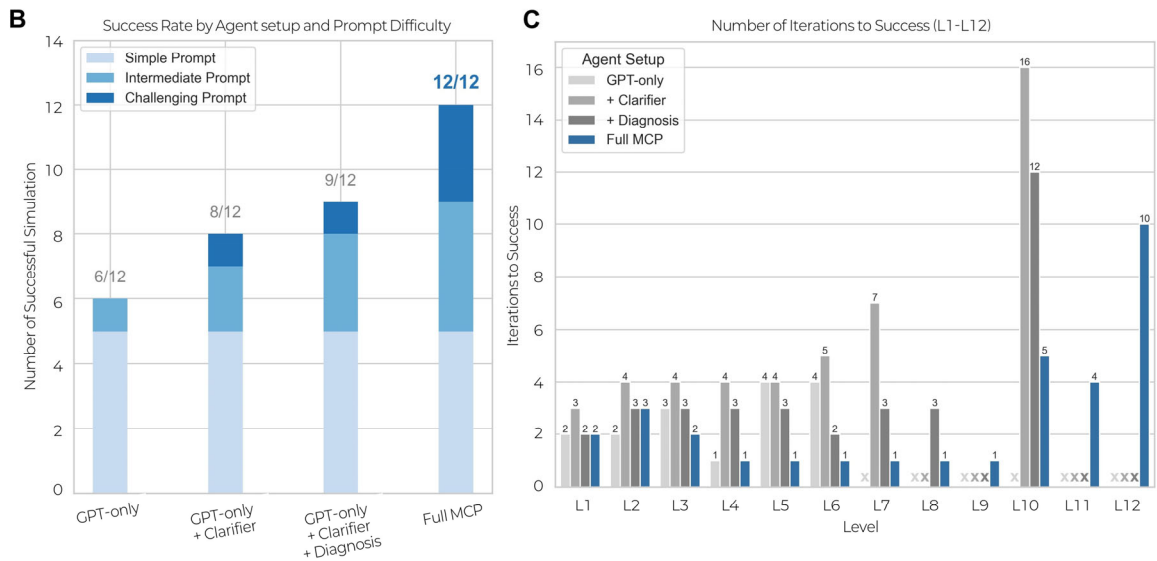 B
Success Rate by Agent setup and Prompt Difficulty
Number of Successful Simulation
14
12
10
8
6
4
2
0
Simple Prompt
Intermediate Prompt
Challenging Prompt
6/12
8/12
9/12
12/12
GPT-only
GPT-only
+ Clarifier
GPT-only
+ Clarifier
+ Diagnosis
Full MCP
C
Number of Iterations to Success (L1-L12)
Iterations to Success
16
14
12
10
8
6
4
2
0
Agent Setup
GPT-only
+ Clarifier
+ Diagnosis
Full MCP
2 3 2 2
2 4 3 3
3 4 3 2
1 4 3 1
4 4 3 1
4 5 2 1
x 7 3 1
x x 3 1
x x x 1
x 16 12 5
x x x 4
x x x 10
L1 L2 L3 L4 L5 L6 L7 L8 L9 L10 L11 L12
Level